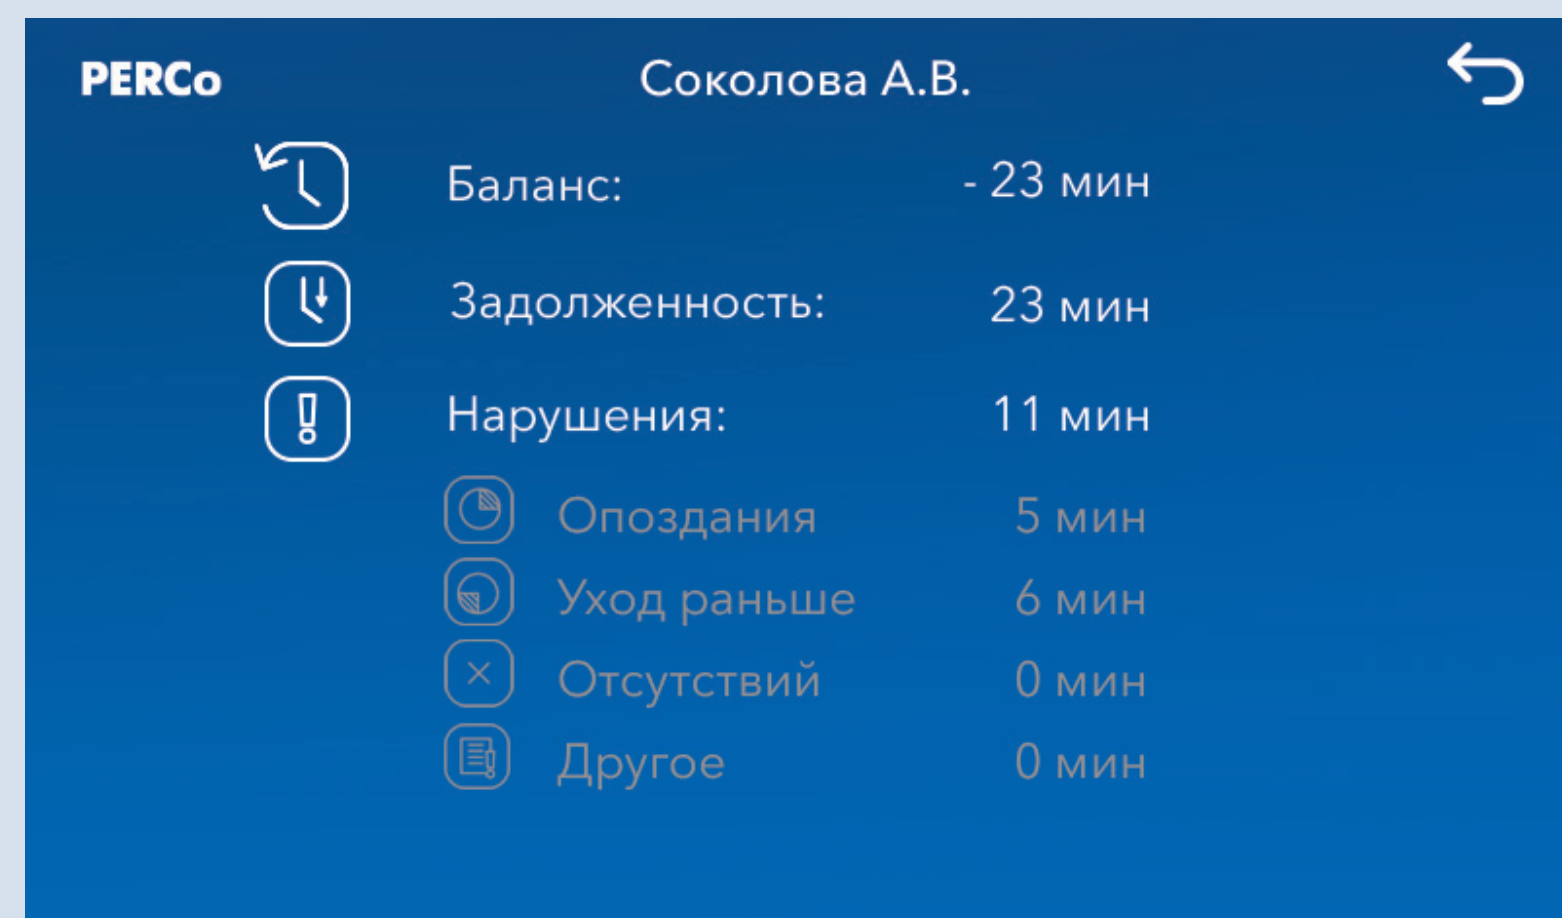 PERCo Соколова А.В.
Баланс: - 23 мин
Задолженность: 23 мин
Нарушения: 11 мин
Опоздания 5 мин
Уход раньше 6 мин
Отсутствий 0 мин
Другое 0 мин